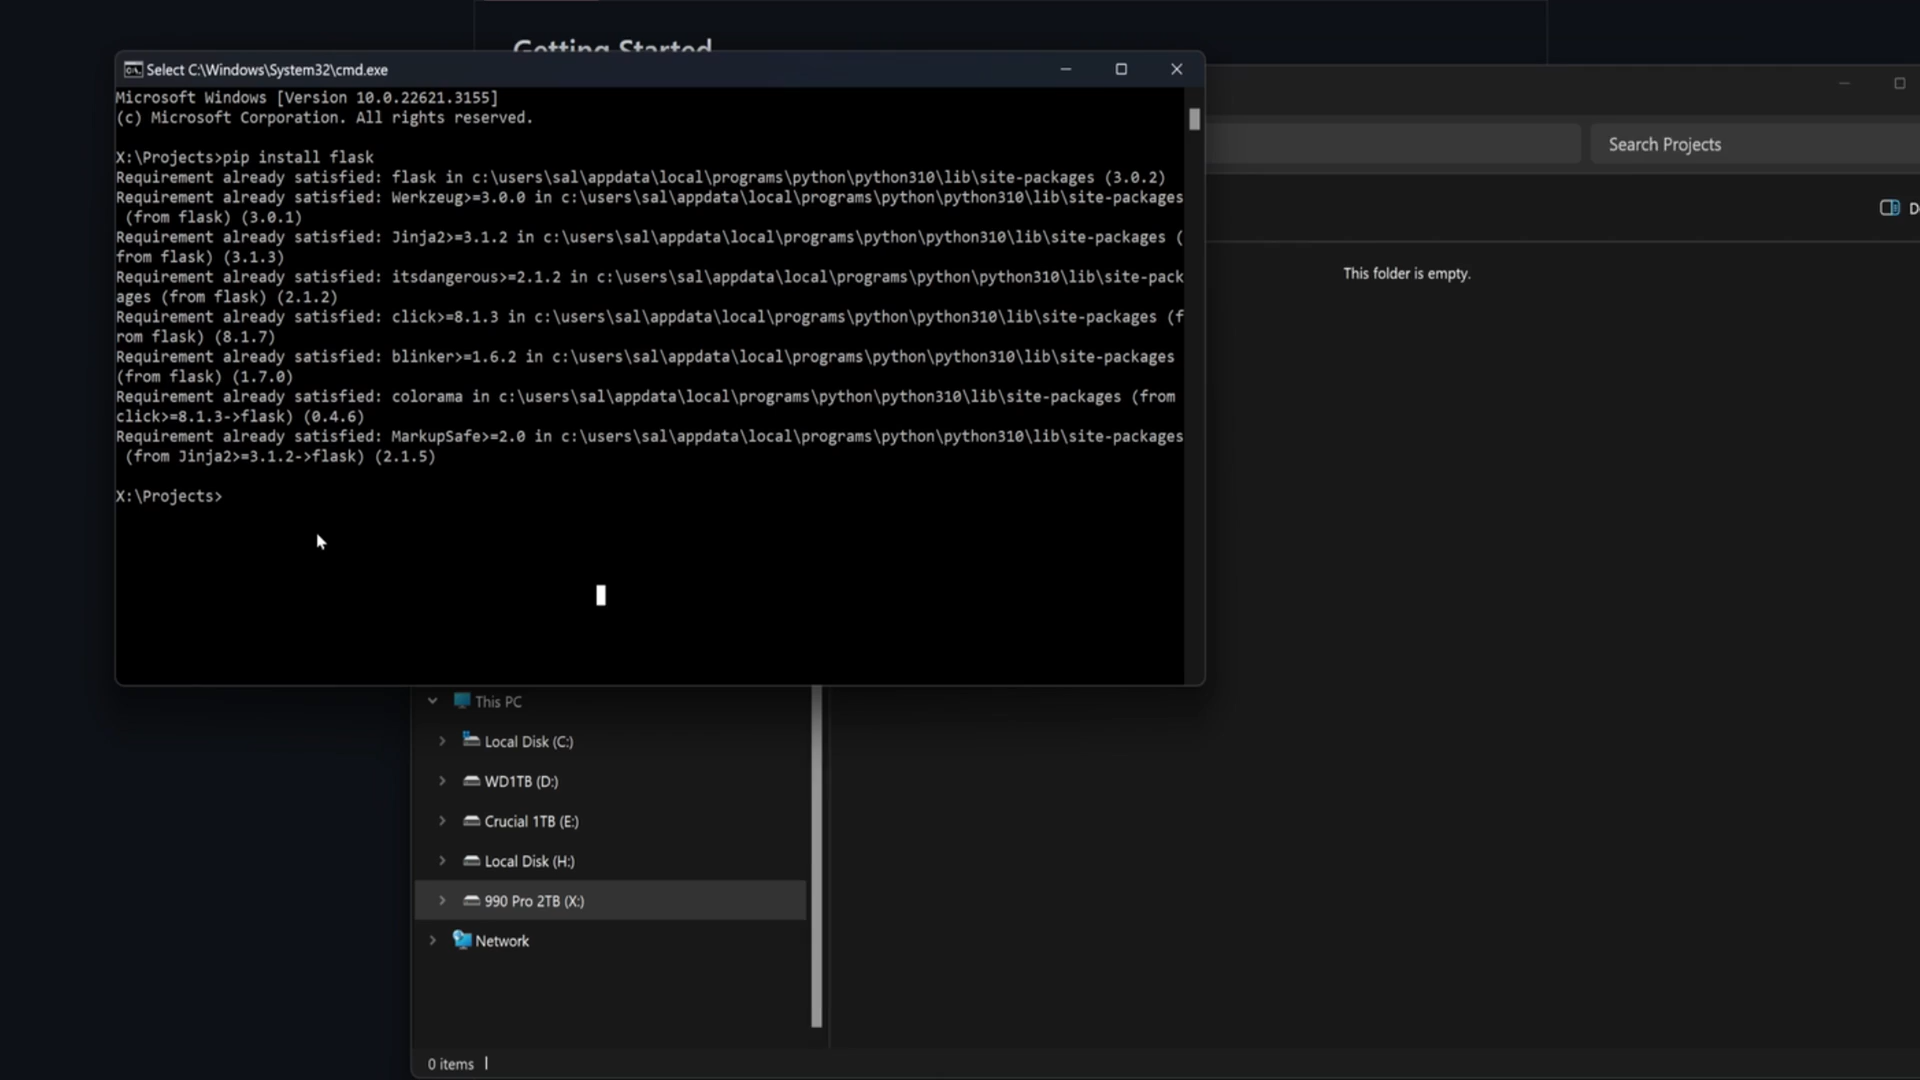 Getting Started
Select C:\Windows\System32\cmd.exe
Microsoft Windows [Version 10.0.22621.3155]
(c) Microsoft Corporation. All rights reserved.
X:\Projects>pip install flask
Requirement already satisfied: flask in c:\users\sal\appdata\local\programs\python\python310\lib\site-packages (3.0.2)
Requirement already satisfied: Werkzeug>=3.0.0 in c:\users\sal\appdata\local\programs\python\python310\lib\site-packages
(from flask) (3.0.1)
Requirement already satisfied: Jinja2>=3.1.2 in c:\users\sal\appdata\local\programs\python\python310\lib\site-packages (
from flask) (3.1.3)
Requirement already satisfied: itsdangerous>=2.1.2 in c:\users\sal\appdata\local\programs\python\python310\lib\site-pack
ages (from flask) (2.1.2)
Requirement already satisfied: click>=8.1.3 in c:\users\sal\appdata\local\programs\python\python310\lib\site-packages (f
rom flask) (8.1.7)
Requirement already satisfied: blinker>=1.6.2 in c:\users\sal\appdata\local\programs\python\python310\lib\site-packages
(from flask) (1.7.0)
Requirement already satisfied: colorama in c:\users\sal\appdata\local\programs\python\python310\lib\site-packages (from
click>=8.1.3->flask) (0.4.6)
Requirement already satisfied: MarkupSafe>=2.0 in c:\users\sal\appdata\local\programs\python\python310\lib\site-packages
(from Jinja2>=3.1.2->flask) (2.1.5)
X:\Projects>
Search Projects
This folder is empty.
This PC
Local Disk (C:)
WD1TB (D:)
Crucial 1TB (E:)
Local Disk (H:)
990 Pro 2TB (X:)
Network
0 items